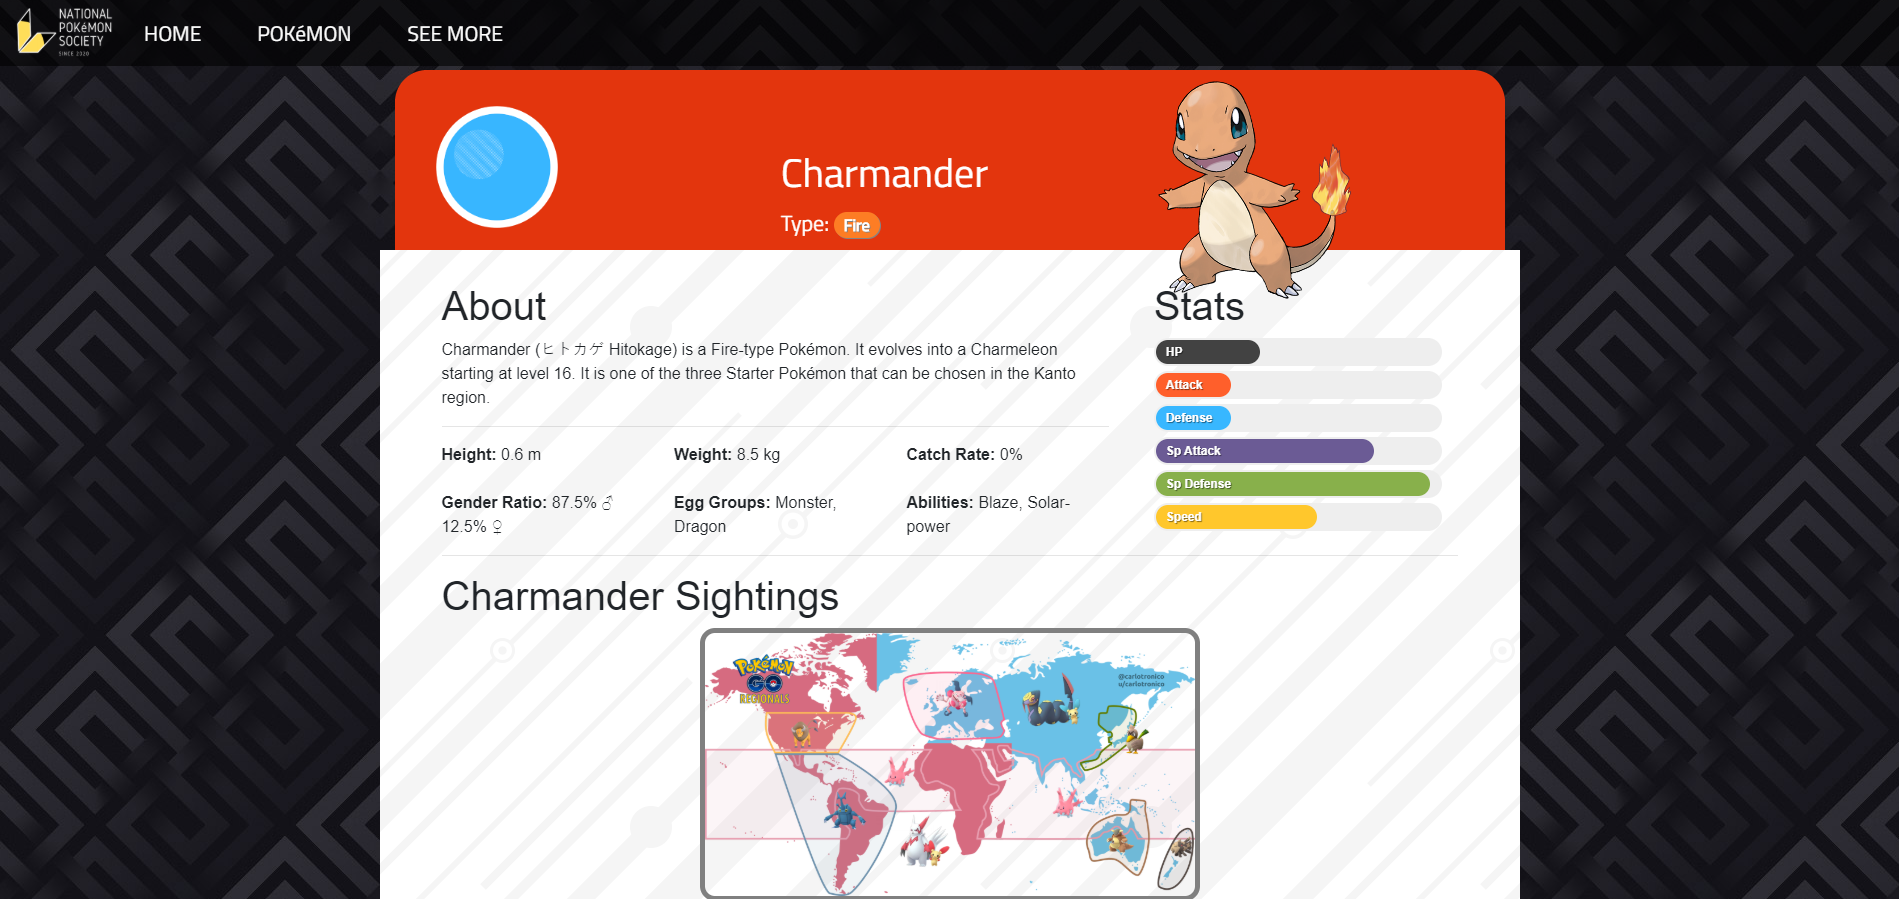 NATIONAL
POKéMON
SOCIETY
SINCE 2020
HOME
POKéMON
SEE MORE
Charmander
Type: Fire
About
Charmander (ヒトカゲ Hitokage) is a Fire-type Pokémon. It evolves into a Charmeleon
starting at level 16. It is one of the three Starter Pokémon that can be chosen in the Kanto
region.
Height: 0.6 m
Weight: 8.5 kg
Catch Rate: 0%
Gender Ratio: 87.5% ♂
12.5% ♀
Egg Groups: Monster,
Dragon
Abilities: Blaze, Solar-
power
Stats
HP
Attack
Defense
Sp Attack
Sp Defense
Speed
Charmander Sightings
POKéMON
GO
REGIONALS
@carlotronico
u/carlotronico